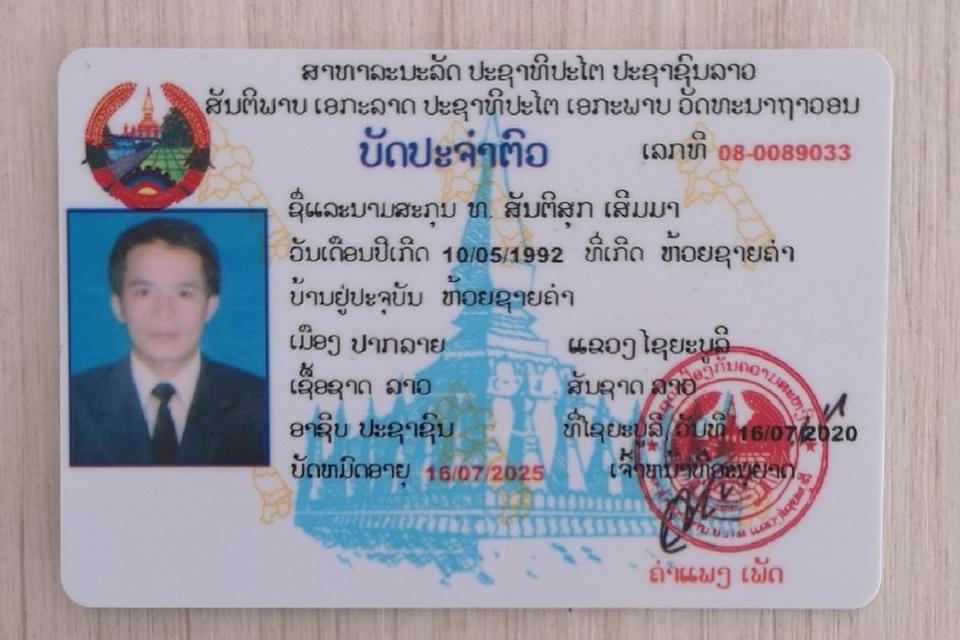 ສາທາລະນະລັດ ປະຊາທິປະໄຕ ປະຊາຊົນລາວ
ສັນຕິພາບ ເອກະລາດ ປະຊາທິປະໄຕ ເອກະພາບ ວັດທະນາຖາວອນ
ບັດປະຈຳຕົວ ເລກທີ 08-0089033
ຊື່ແລະນາມສະກຸນ ທ. ສັນຕິສຸກ ເສີມມາ
ວັນເດືອນປີເກີດ 10/05/1992 ທີ່ເກີດ ຫ້ວຍຊາຍຄຳ
ບ້ານຢູ່ປະຈຸບັນ ຫ້ວຍຊາຍຄຳ
ເມືອງ ປາກລາຍ ແຂວງ ໄຊຍະບູລີ
ເຊື້ອຊາດ ລາວ ສັນຊາດ ລາວ
ອາຊີບ ປະຊາຊົນ ທີ່ໄຊຍະບູລີ ວັນທີ 16/07/2020
ບັດຫມົດອາຍຸ 16/07/2025 ເຈົ້າຫນ້າທີ່ອະນຸຍາດ
ຄຳແພງ ເພັດ